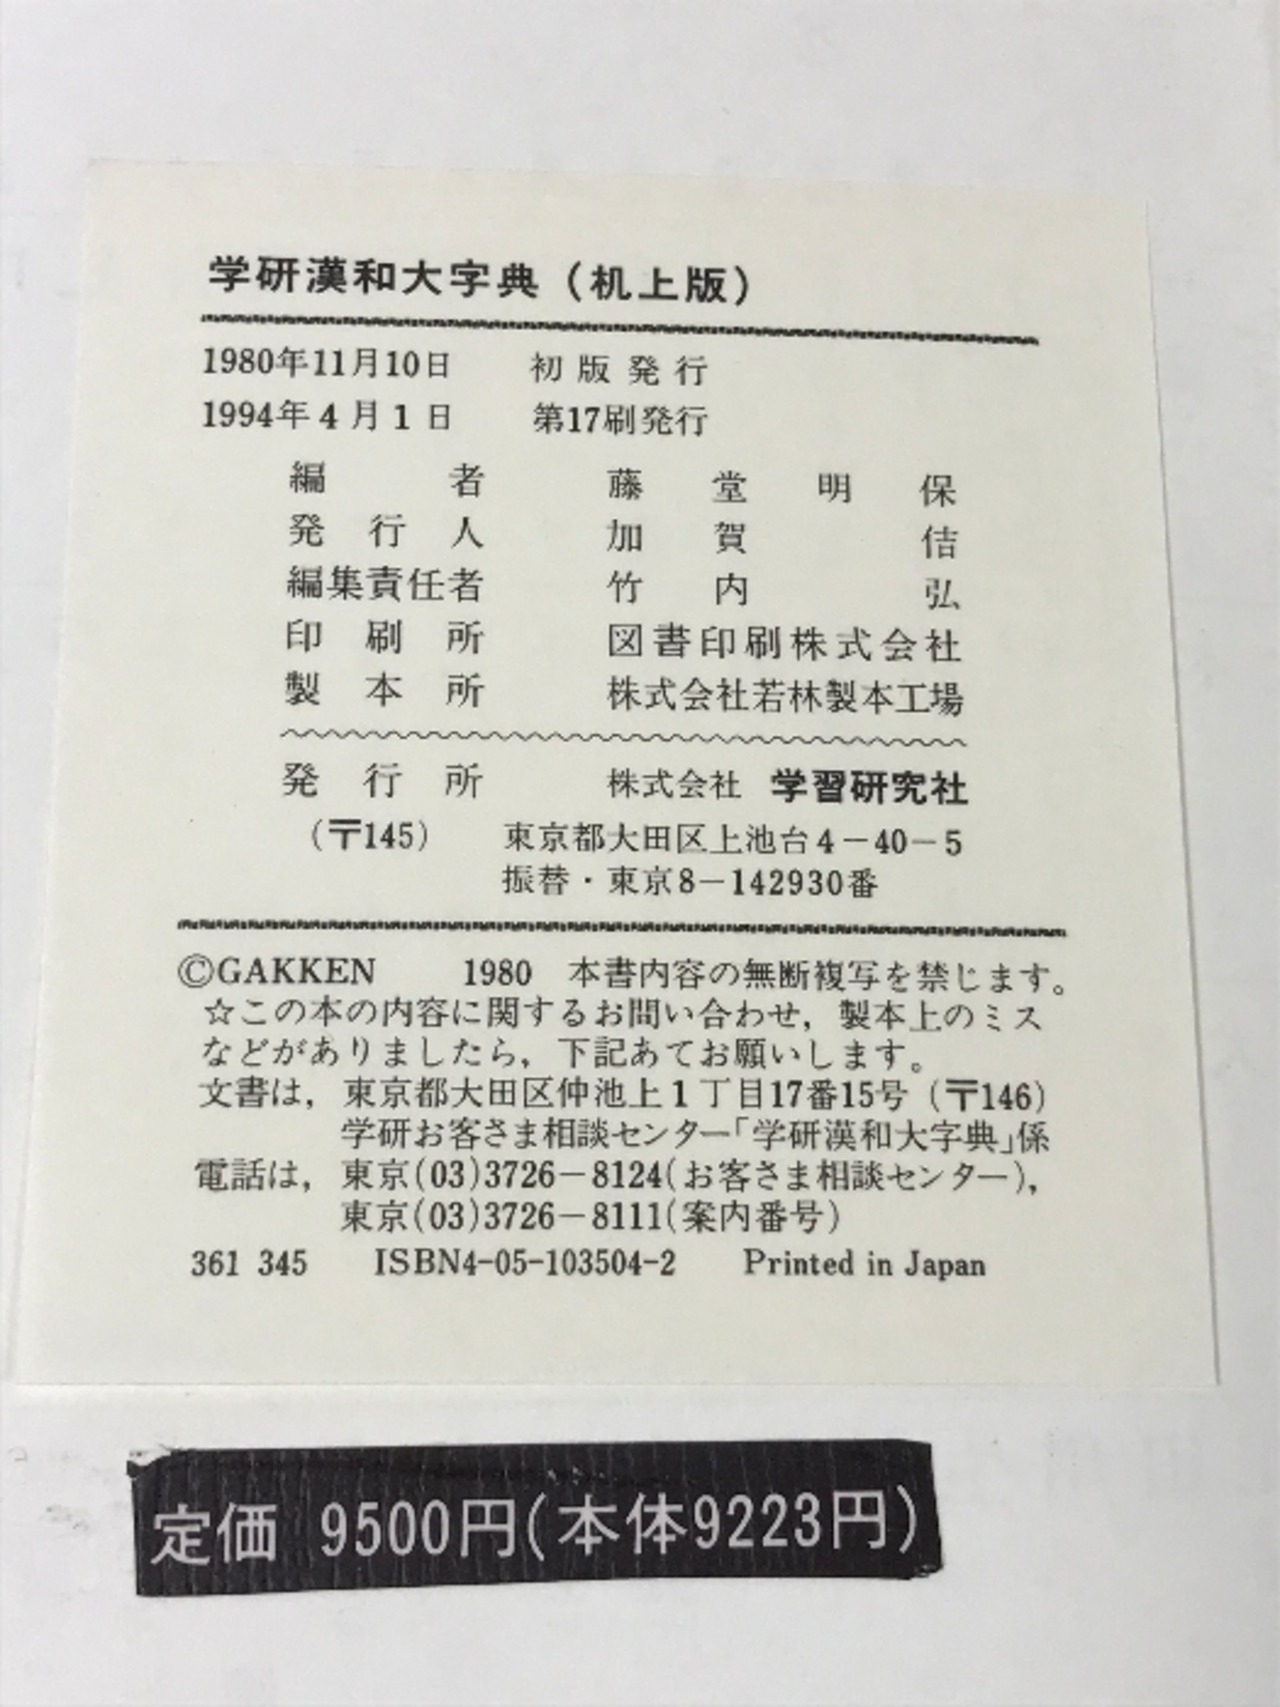 学研漢和大字典（机上版）
1980年11月10日　初版発行
1994年4月1日　第17刷発行
編者　藤堂明保
発行人　加賀　佶
編集責任者　竹内　弘
印刷所　図書印刷株式会社
製本所　株式会社若林製本工場
発行所　株式会社　学習研究社
（〒145）　東京都大田区上池台4－40－5
振替・東京8－142930番
©GAKKEN　1980　本書内容の無断複写を禁じます。
☆この本の内容に関するお問い合わせ，製本上のミス
などがありましたら，下記あてお願いします。
文書は，東京都大田区仲池上1丁目17番15号（〒146）
学研お客さま相談センター「学研漢和大字典」係
電話は，東京(03)3726－8124(お客さま相談センター)，
東京(03)3726－8111(案内番号)
361 345　ISBN4-05-103504-2　Printed in Japan
定価 9500円(本体9223円)